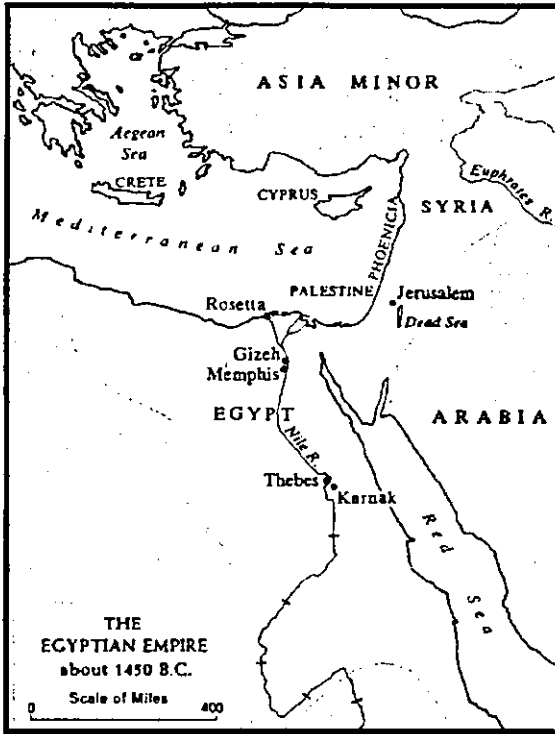 ASIA MINOR
Aegean
Sea
CRETE
CYPRUS
Euphrates R.
SYRIA
Mediterranean Sea
PHOENICIA
PALESTINE
Jerusalem
Rosetta
Dead Sea
Gizeh
Memphis
EGYPT
ARABIA
Nile R.
Thebes
Karnak
Red
Sea
THE
EGYPTIAN EMPIRE
about 1450 B.C.
Scale of Miles
0 400